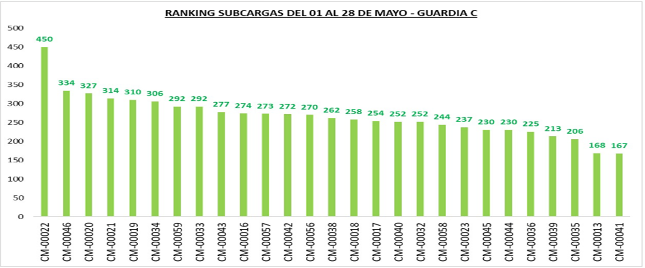 RANKING SUBCARGAS DEL 01 AL 28 DE MAYO - GUARDIA C
500
450
400
350
300
250
200
150
100
50
0
450
334
327
314
310
306
292
292
277
274
273
272
270
262
258
254
252
252
244
237
230
230
225
213
206
168
167
CM-00022
CM-00046
CM-00020
CM-00021
CM-00019
CM-00034
CM-00059
CM-00033
CM-00043
CM-00016
CM-00057
CM-00042
CM-00056
CM-00038
CM-00018
CM-00017
CM-00040
CM-00032
CM-00058
CM-00023
CM-00045
CM-00044
CM-00036
CM-00039
CM-00035
CM-00013
CM-00041